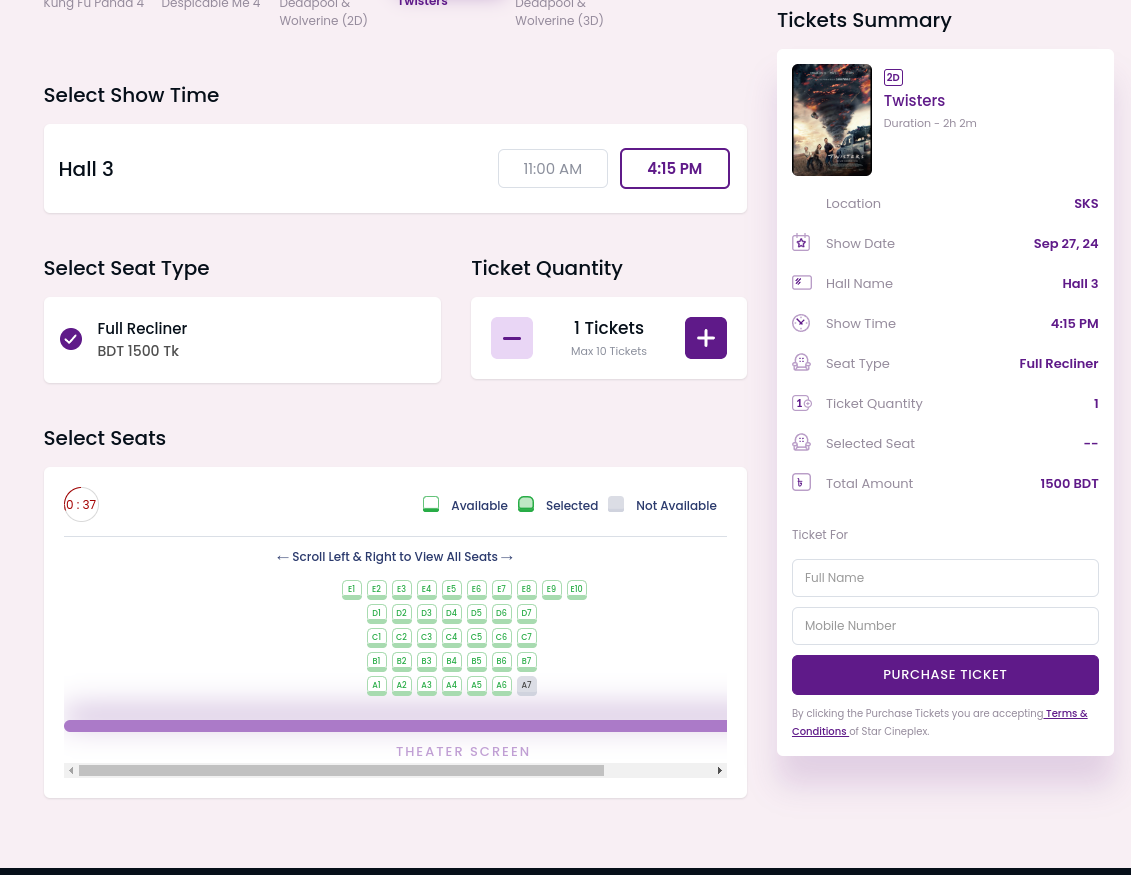 Kung Fu Panda 4
Despicable Me 4
Deadpool &
Wolverine (2D)
Twisters
Deadpool &
Wolverine (3D)
Select Show Time
Hall 3
11:00 AM
4:15 PM
Select Seat Type
Full Recliner
BDT 1500 Tk
Ticket Quantity
1 Tickets
Max 10 Tickets
Select Seats
0 : 37
Available
Selected
Not Available
← Scroll Left & Right to View All Seats →
E1 E2 E3 E4 E5 E6 E7 E8 E9 E10
D1 D2 D3 D4 D5 D6 D7
C1 C2 C3 C4 C5 C6 C7
B1 B2 B3 B4 B5 B6 B7
A1 A2 A3 A4 A5 A6 A7
THEATER SCREEN
Tickets Summary
TWISTERS
2D
Twisters
Duration - 2h 2m
Location SKS
Show Date Sep 27, 24
Hall Name Hall 3
Show Time 4:15 PM
Seat Type Full Recliner
1 Ticket Quantity 1
Selected Seat --
৳ Total Amount 1500 BDT
Ticket For
Full Name
Mobile Number
PURCHASE TICKET
By clicking the Purchase Tickets you are accepting Terms &
Conditions of Star Cineplex.